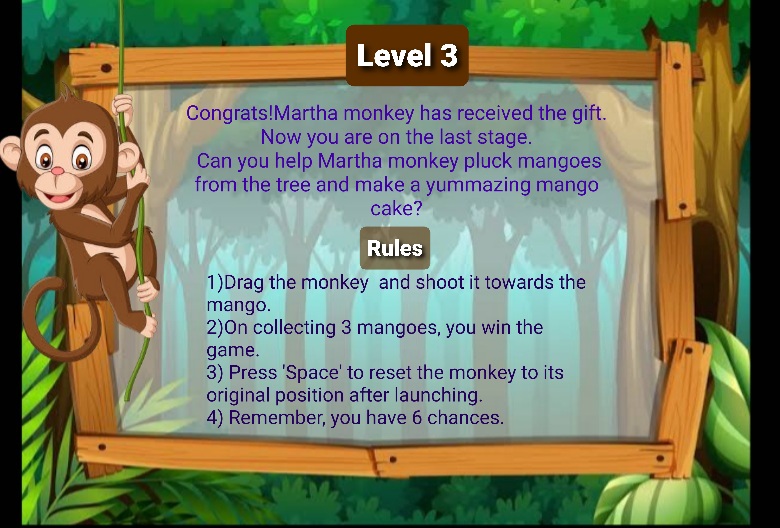 Level 3
Congrats!Martha monkey has received the gift.
Now you are on the last stage.
Can you help Martha monkey pluck mangoes
from the tree and make a yummazing mango
cake?
Rules
1)Drag the monkey  and shoot it towards the
mango.
2)On collecting 3 mangoes, you win the
game.
3) Press 'Space' to reset the monkey to its
original position after launching.
4) Remember, you have 6 chances.